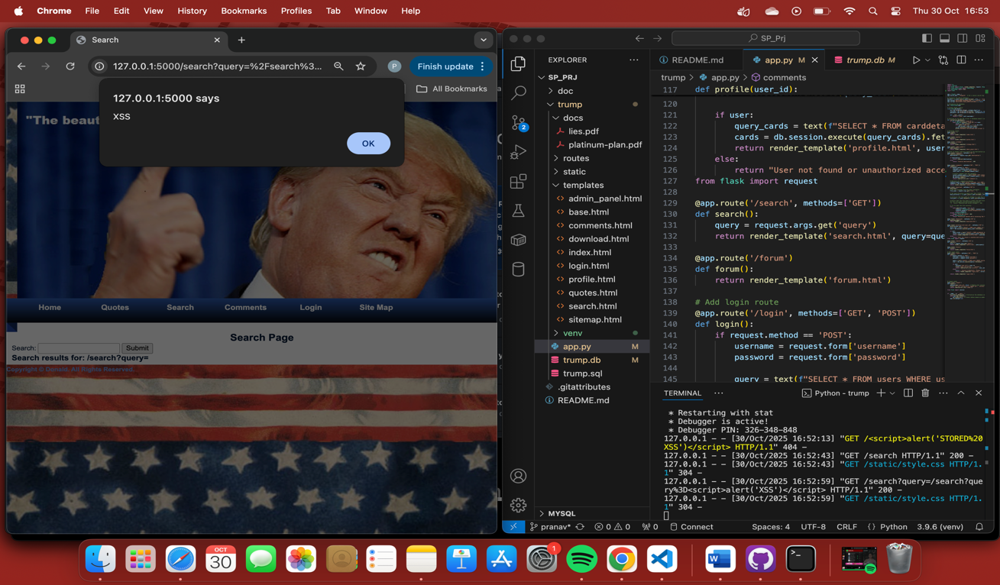 Chrome File Edit View History Bookmarks Profiles Tab Window Help Thu 30 Oct 16:53
Search
127.0.0.1:5000/search?query=%2Fsearch%3... P Finish update
All Bookmarks
127.0.0.1:5000 says
XSS
OK
"The beaut
Home Quotes Search Comments Login Site Map
Search Page
Search: Submit
Search results for: /search?query=
Copyright © Donald. All Rights Reserved.
SP_Prj
EXPLORER
SP_PRJ
doc
trump
docs
lies.pdf
platinum-plan.pdf
routes
static
templates
admin_panel.html
base.html
comments.html
download.html
index.html
login.html
profile.html
quotes.html
search.html
sitemap.html
venv
app.py M
trump.db M
trump.sql
.gitattributes
README.md
MYSQL
2
README.md app.py M trump.db M
trump > app.py > comments
117 def profile(user_id):
120
121 if user:
122 query_cards = text(f"SELECT * FROM carddeta
123 cards = db.session.execute(query_cards).fet
124 return render_template('profile.html', user
125 else:
126 return "User not found or unauthorized acce
127 from flask import request
128
129 @app.route('/search', methods=['GET'])
130 def search():
131 query = request.args.get('query')
132 return render_template('search.html', query=que
133
134 @app.route('/forum')
135 def forum():
136 return render_template('forum.html')
137
138 # Add login route
139 @app.route('/login', methods=['GET', 'POST'])
140 def login():
141 if request.method == 'POST':
142 username = request.form['username']
143 password = request.form['password']
144
145 query = text(f"SELECT * FROM users WHERE us
TERMINAL Python - trump
* Restarting with stat
* Debugger is active!
* Debugger PIN: 326-348-848
127.0.0.1 - - [30/Oct/2025 16:52:13] "GET /<script>alert('STORED%20
XSS')</script> HTTP/1.1" 404 -
127.0.0.1 - - [30/Oct/2025 16:52:43] "GET /search HTTP/1.1" 200 -
127.0.0.1 - - [30/Oct/2025 16:52:43] "GET /static/style.css HTTP/1.
1" 304 -
127.0.0.1 - - [30/Oct/2025 16:52:59] "GET /search?query=/search?que
ry%3D<script>alert('XSS')</script> HTTP/1.1" 200 -
127.0.0.1 - - [30/Oct/2025 16:52:59] "GET /static/style.css HTTP/1.
1" 304 -
pranav* 0 0 0 Connect Spaces: 4 UTF-8 CRLF {} Python 3.9.6 (venv)
OCT
30
1
W